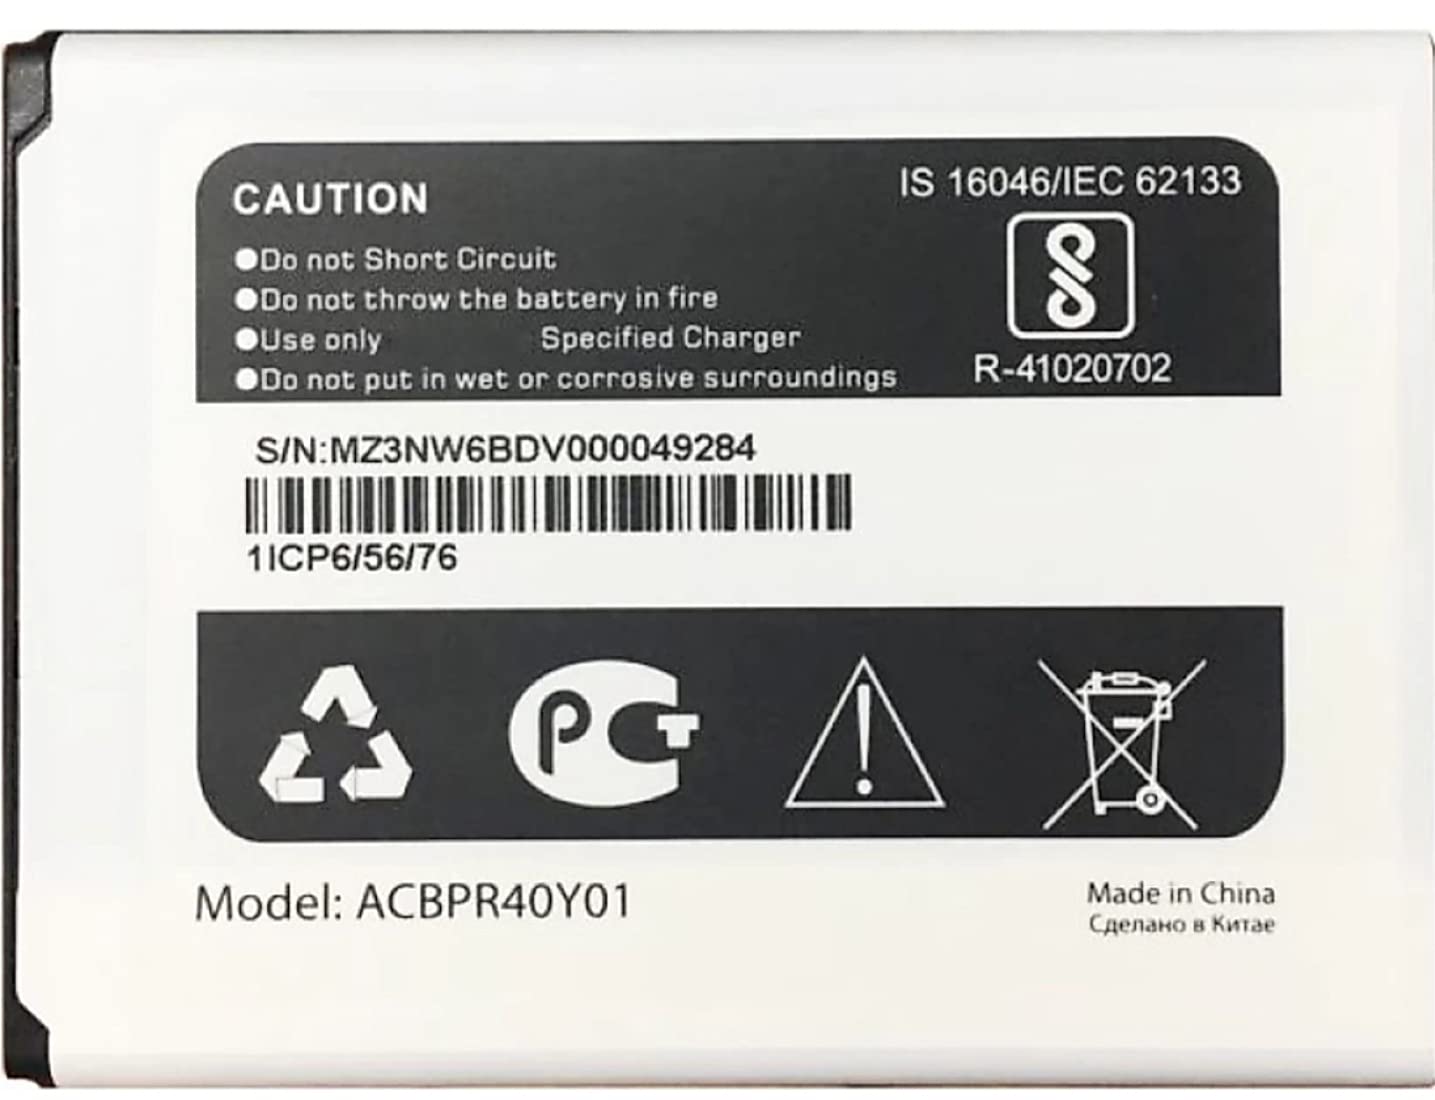 CAUTION
●Do not Short Circuit
●Do not throw the battery in fire
●Use only Specified Charger
●Do not put in wet or corrosive surroundings
IS 16046/IEC 62133
R-41020702
S/N:MZ3NW6BDV000049284
1ICP6/56/76
PCT
Model: ACBPR40Y01
Made in China
Сделано в Китае